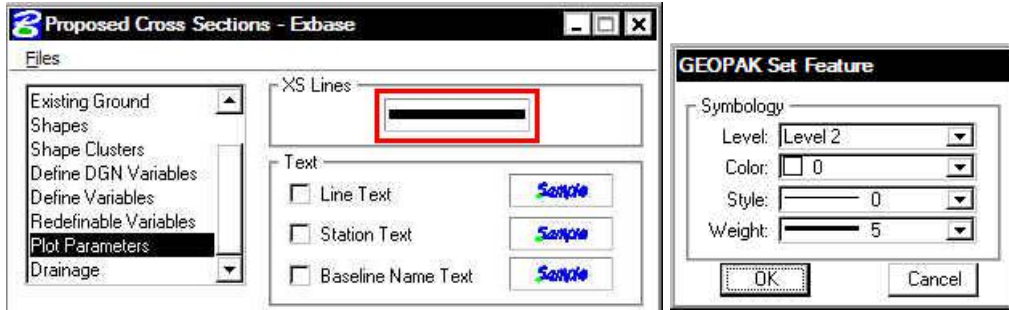 Proposed Cross Sections - Exbase
Files
Existing Ground
Shapes
Shape Clusters
Define DGN Variables
Define Variables
Redefinable Variables
Plot Parameters
Drainage
XS Lines
Text
Line Text
Sample
Station Text
Sample
Baseline Name Text
Sample
GEOPAK Set Feature
Symbology
Level: Level 2
Color: 0
Style: 0
Weight: 5
OK
Cancel